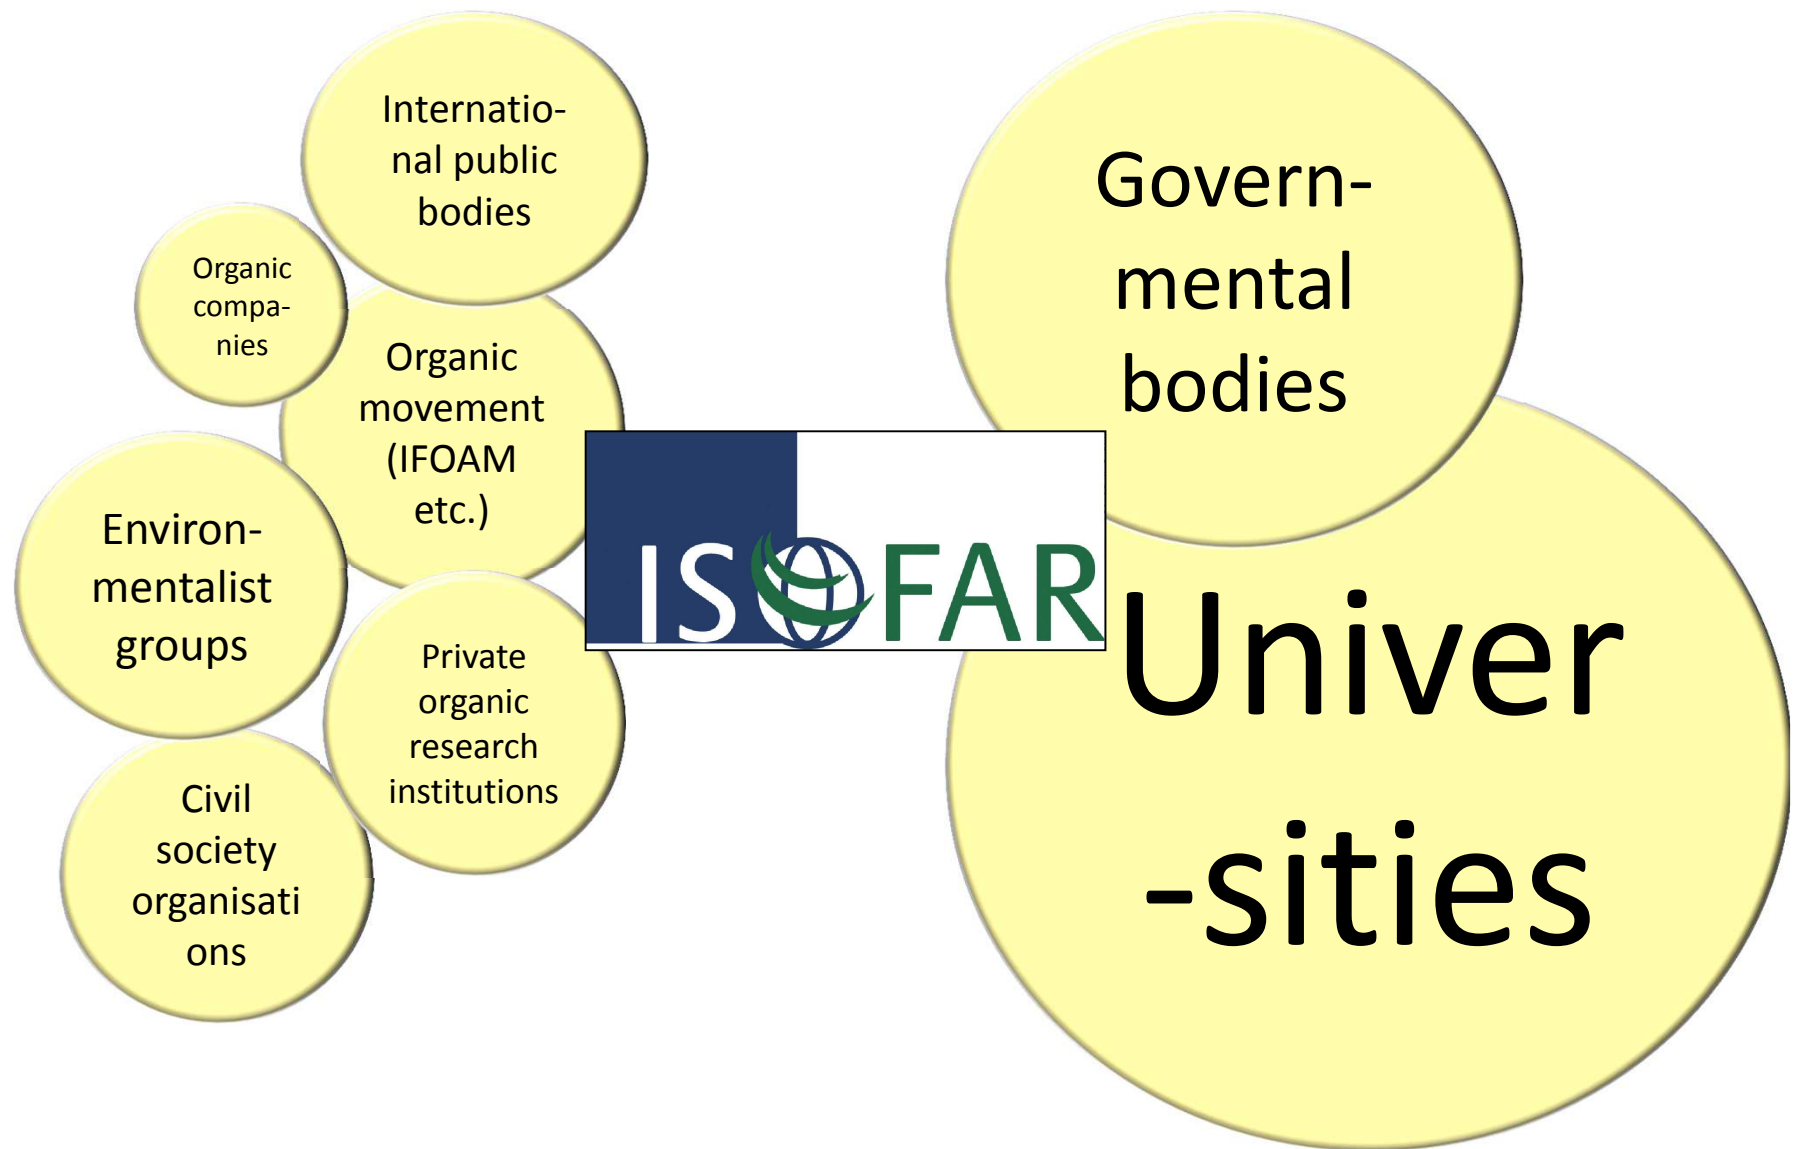 Internatio-
nal public
bodies
Organic
compa-
nies
Organic
movement
(IFOAM
etc.)
Environ-
mentalist
groups
Private
organic
research
institutions
Civil
society
organisati
ons
ISOFAR
Govern-
mental
bodies
Univer
-sities